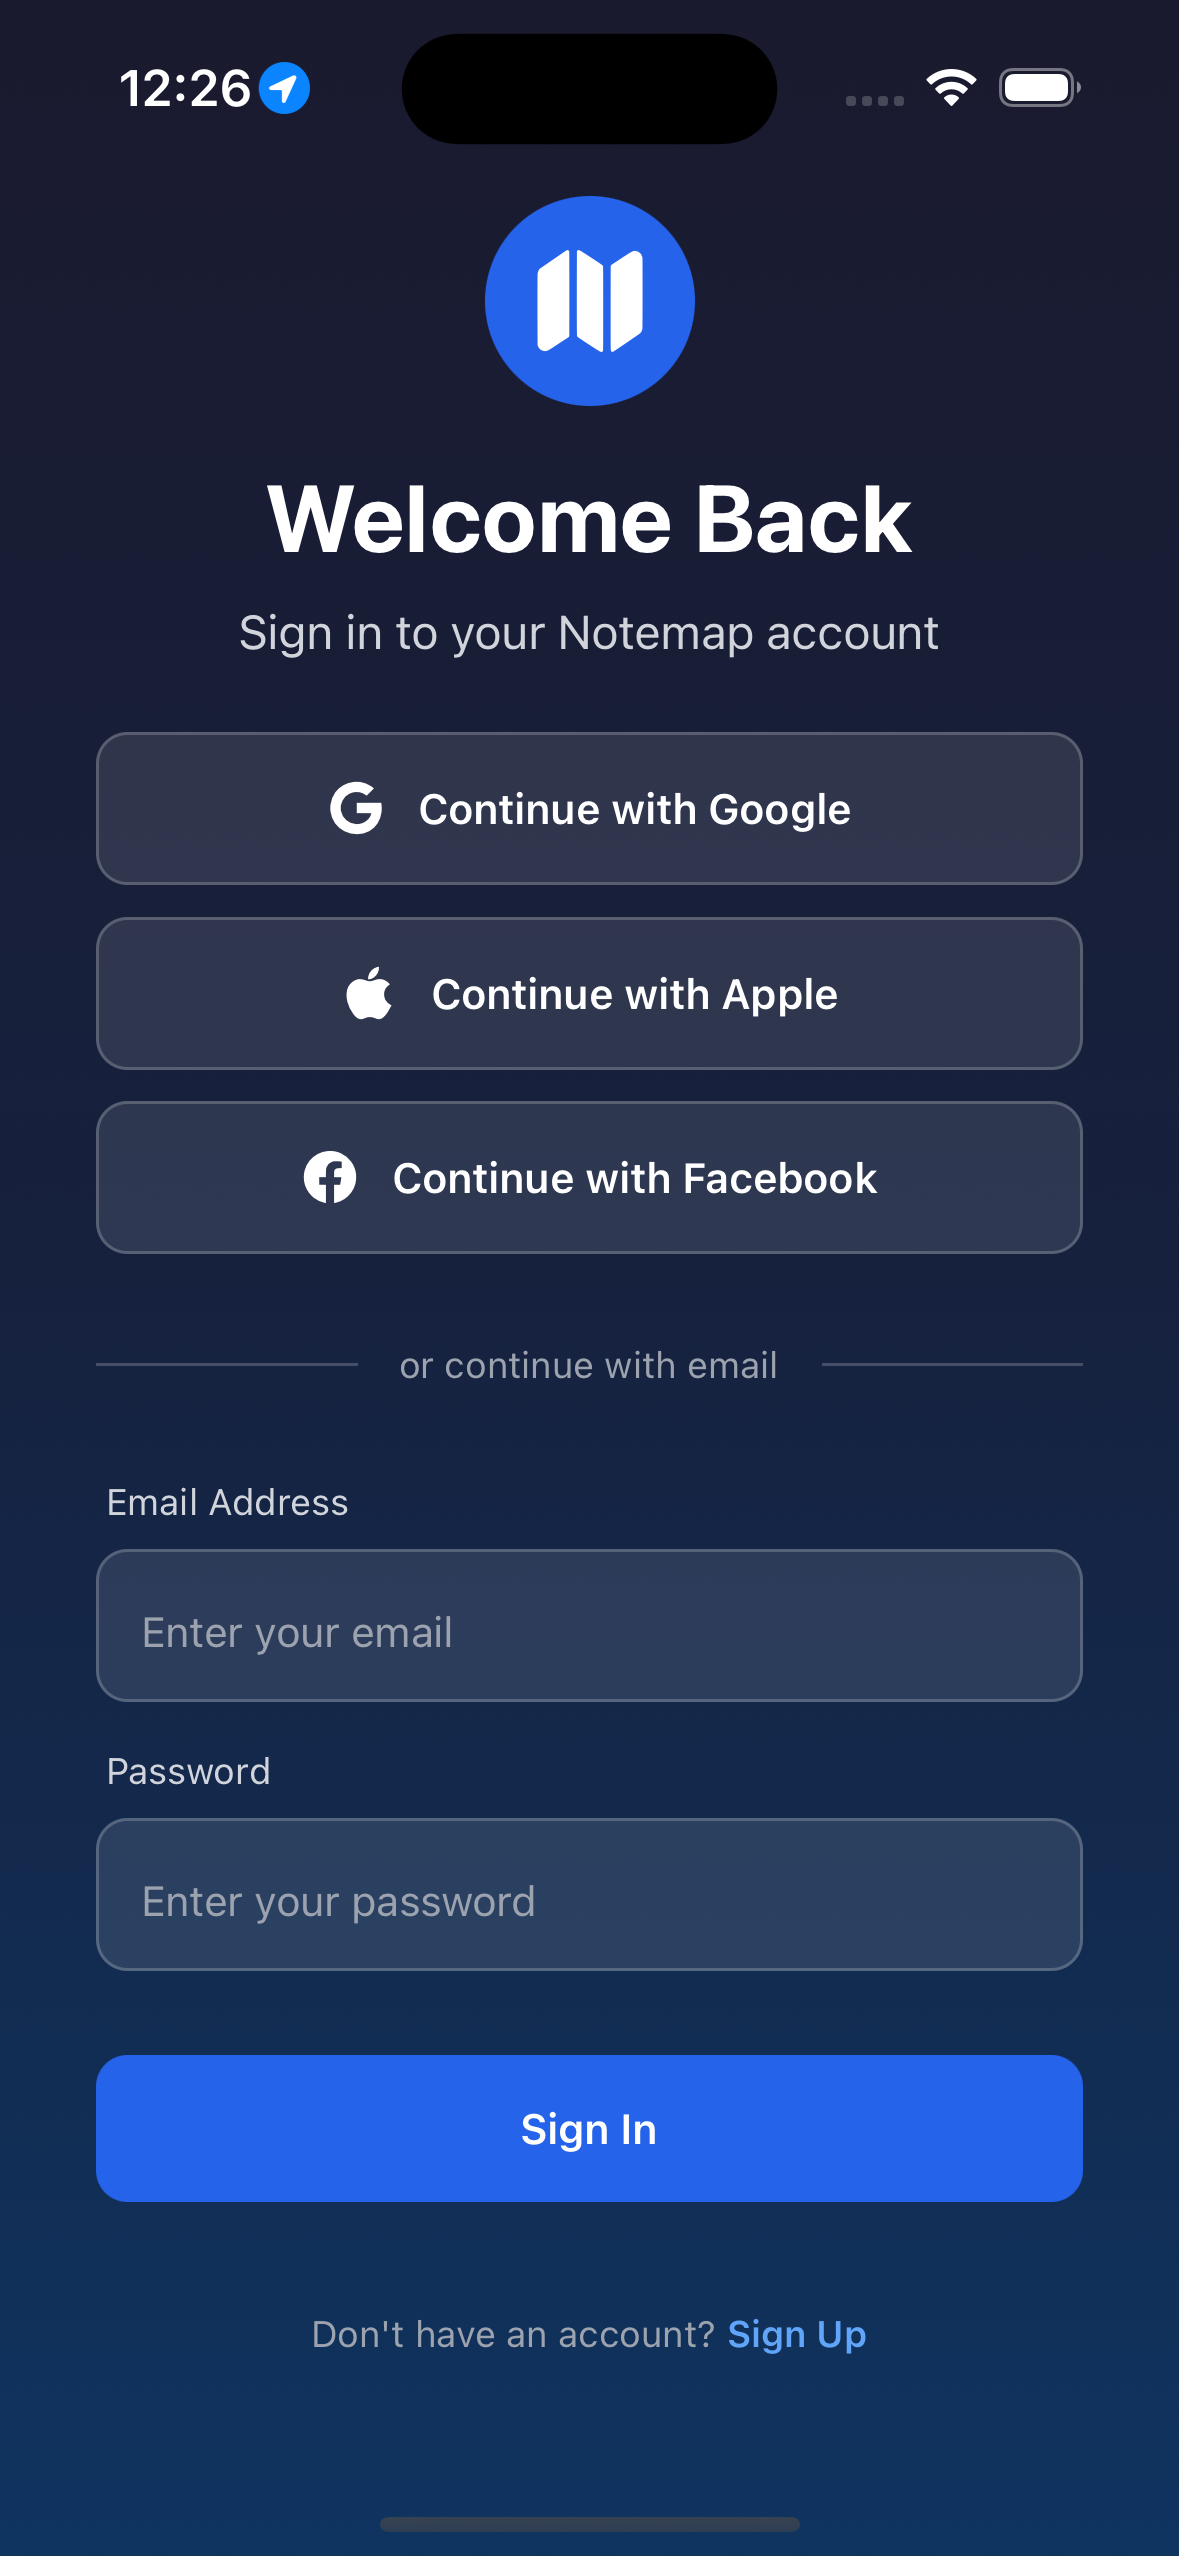 12:26
Welcome Back
Sign in to your Notemap account
Continue with Google
Continue with Apple
Continue with Facebook
or continue with email
Email Address
Enter your email
Password
Enter your password
Sign In
Don't have an account? Sign Up